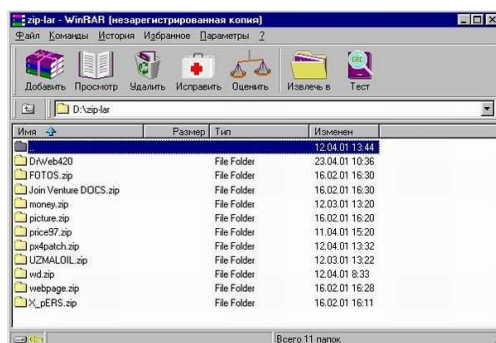 zip-lar - WinRAR (незарегистрированная копия)
Файл Команды История Избранное Параметры ?
Добавить Просмотр Удалить Исправить Оценить Извлечь в Тест
D:\zip-lar
Имя Размер Тип Изменен
.. 12.04.01 13:44
DrWeb420 File Folder 23.04.01 10:36
FOTOS.zip File Folder 16.02.01 16:30
Join Venture DOCS.zip File Folder 16.02.01 16:30
money.zip File Folder 12.03.01 13:20
picture.zip File Folder 16.02.01 16:20
price97.zip File Folder 11.04.01 15:20
px4patch.zip File Folder 12.04.01 13:32
UZMALOIL.zip File Folder 12.03.01 13:22
wd.zip File Folder 12.04.01 8:33
webpage.zip File Folder 16.02.01 16:28
X_pERS.zip File Folder 16.02.01 16:11
Всего 11 папок